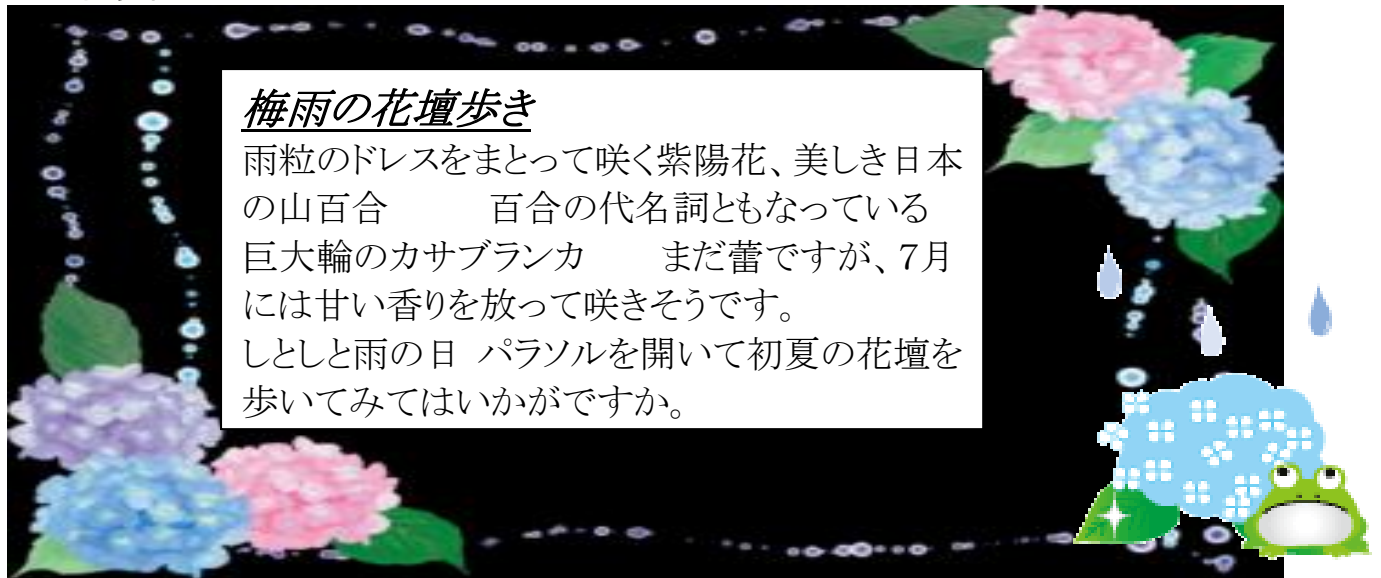 梅雨の花壇歩き
雨粒のドレスをまとって咲く紫陽花、美しき日本
の山百合　　　百合の代名詞ともなっている
巨大輪のカサブランカ　　まだ蕾ですが、7月
には甘い香りを放って咲きそうです。
しとしと雨の日 パラソルを開いて初夏の花壇を
歩いてみてはいかがですか。